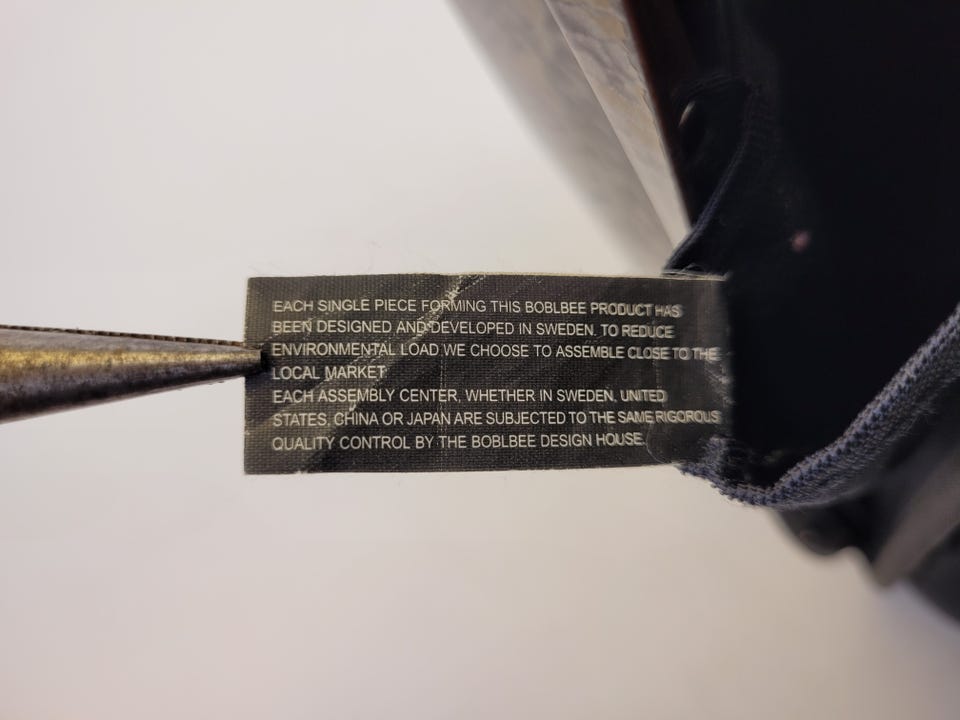 EACH SINGLE PIECE FORMING THIS BOBLBEE PRODUCT HAS
BEEN DESIGNED AND DEVELOPED IN SWEDEN. TO REDUCE
ENVIRONMENTAL LOAD WE CHOOSE TO ASSEMBLE CLOSE TO THE
LOCAL MARKET
EACH ASSEMBLY CENTER, WHETHER IN SWEDEN, UNITED
STATES, CHINA OR JAPAN ARE SUBJECTED TO THE SAME RIGOROUS
QUALITY CONTROL BY THE BOBLBEE DESIGN HOUSE.